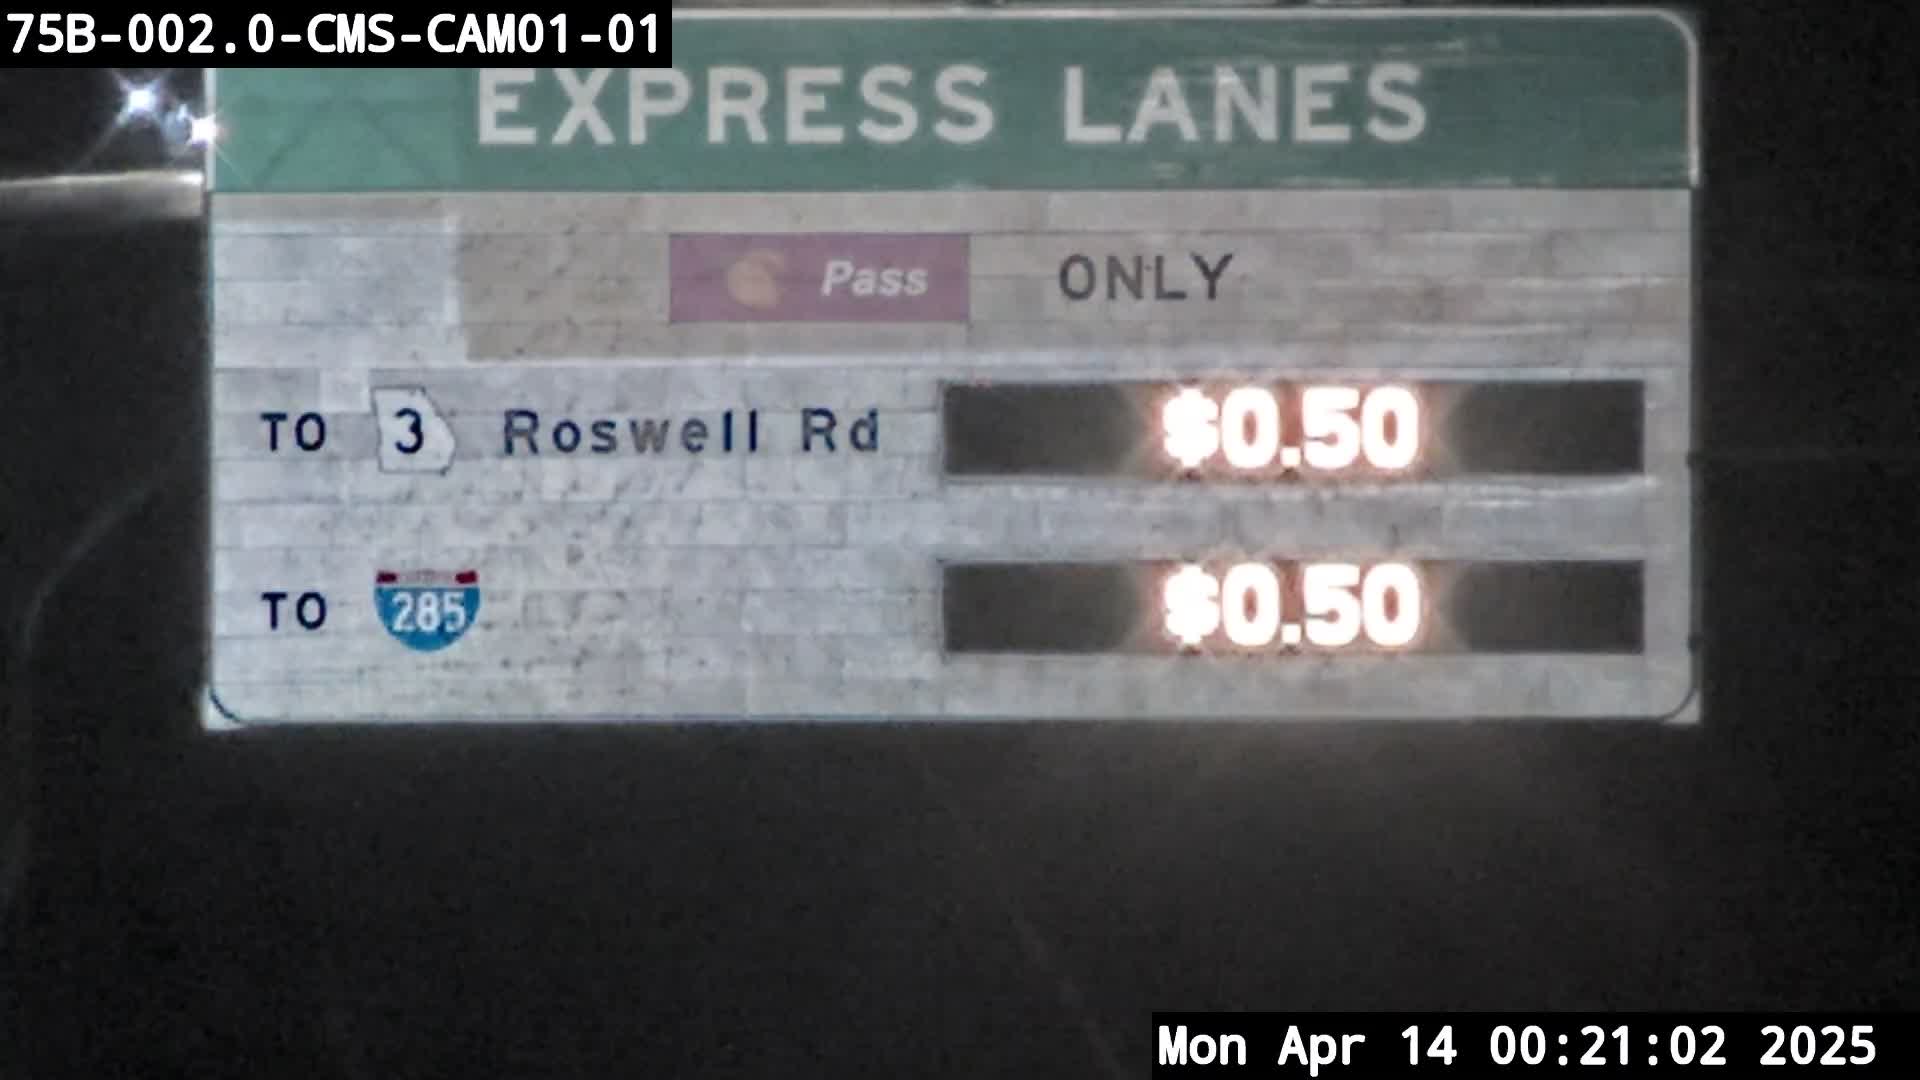 75B-002.0-CMS-CAM01-01
EXPRESS LANES
Pass ONLY
TO 3 Roswell Rd $0.50
TO 285 $0.50
Mon Apr 14 00:21:02 2025